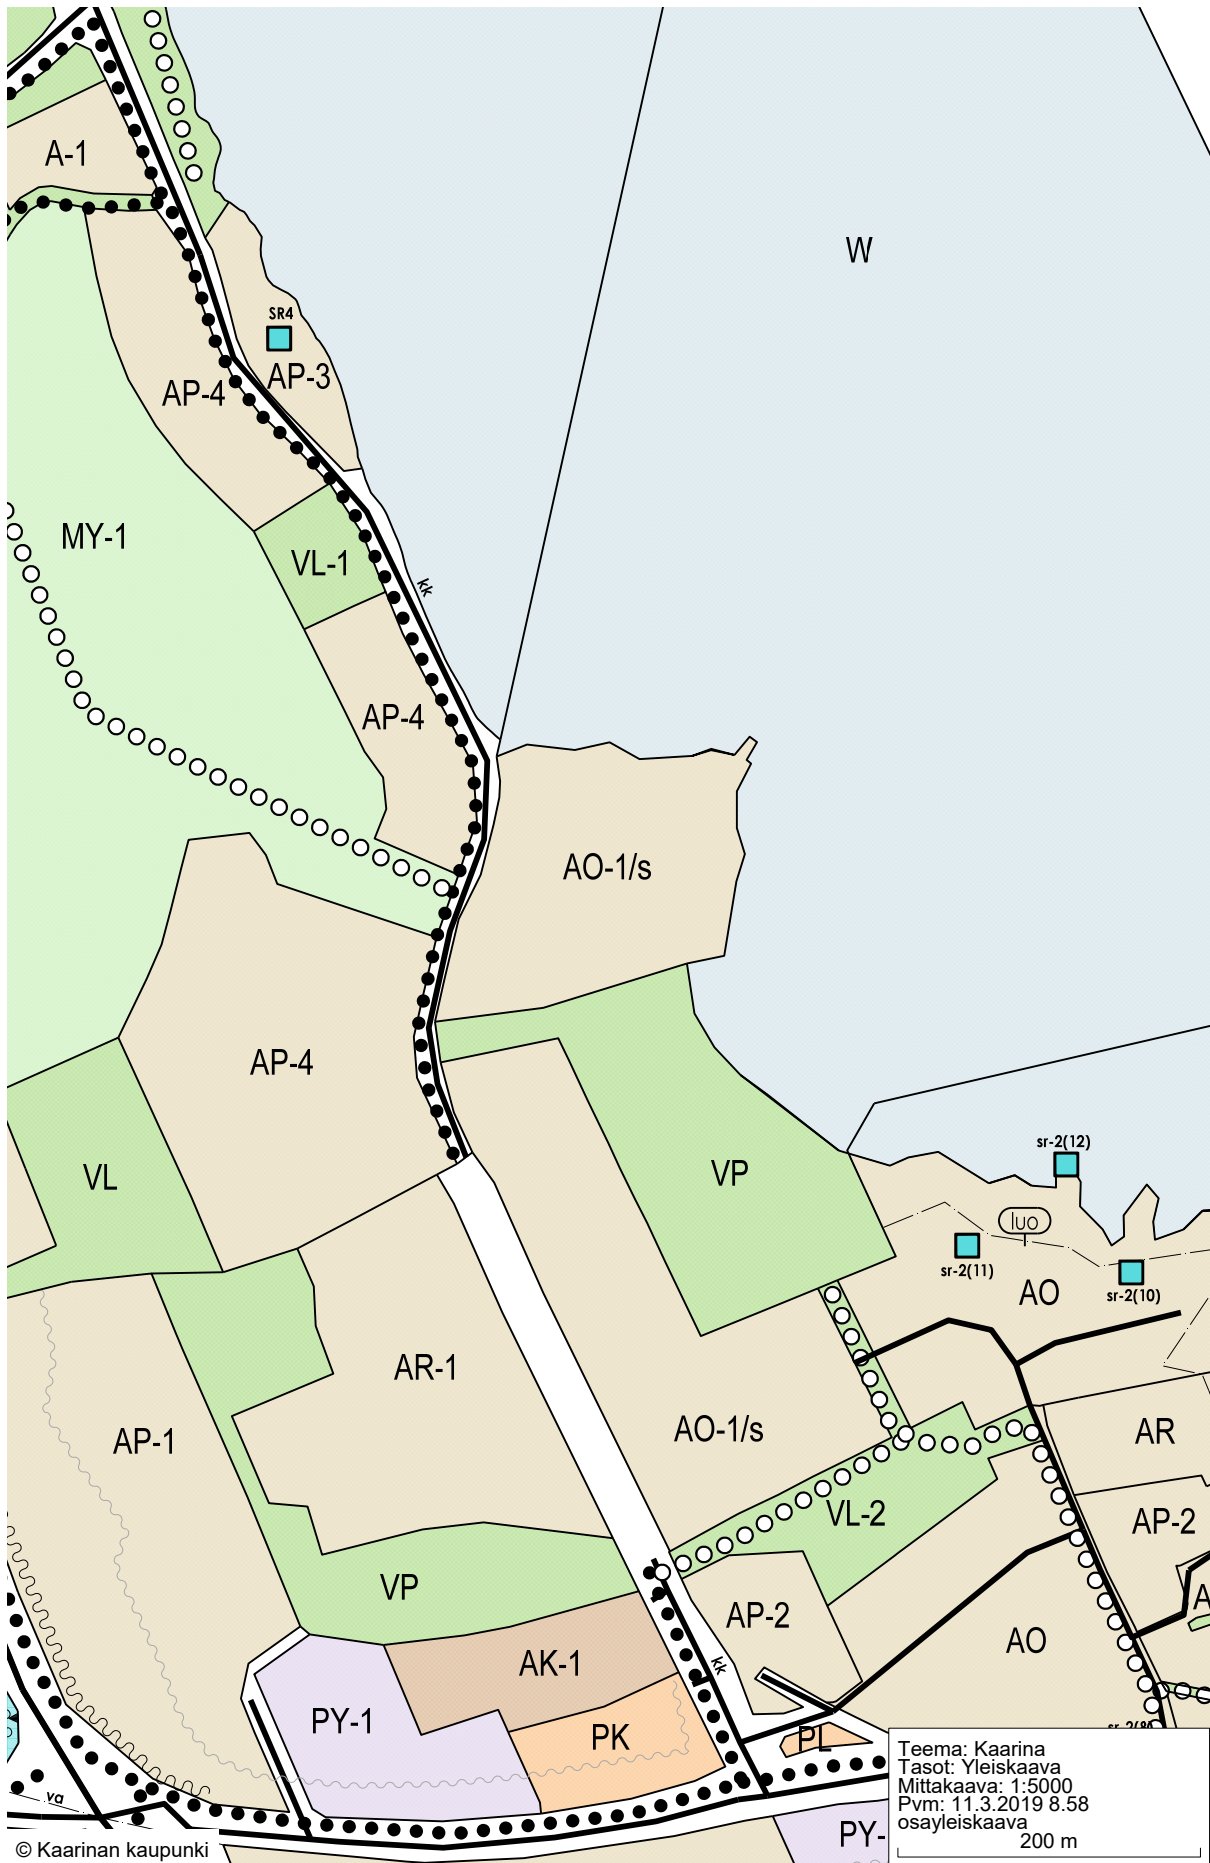 A-1
W
SR4
AP-3
AP-4
MY-1
VL-1
kk
AP-4
AO-1/s
AP-4
sr-2(12)
VP
VL
luo
sr-2(11)
AO
sr-2(10)
AR-1
AO-1/s
AR
AP-1
VL-2
AP-2
VP
A
AP-2
AO
AK-1
kk
PY-1
PK
PL
va
PY-
Teema: Kaarina
Tasot: Yleiskaava
Mittakaava: 1:5000
Pvm: 11.3.2019 8.58
osayleiskaava
200 m
© Kaarinan kaupunki